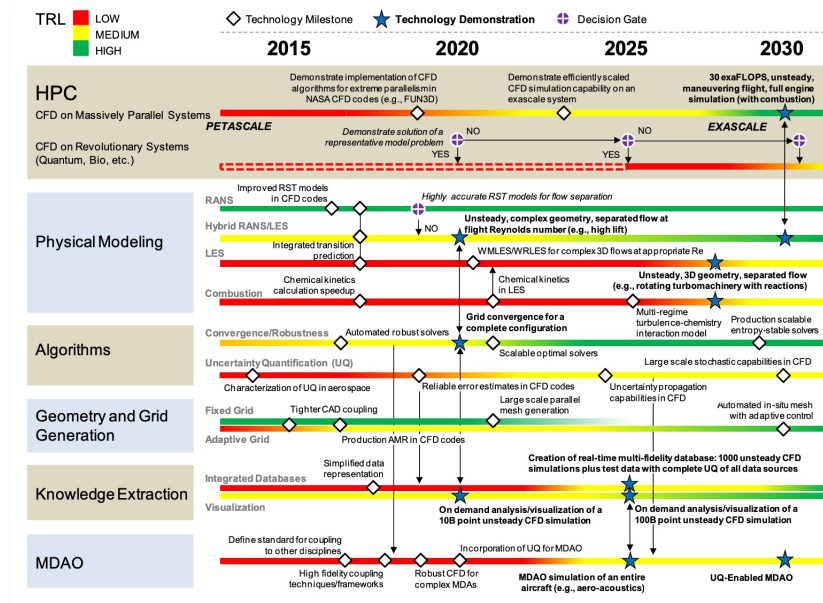 TRL
LOW
MEDIUM
HIGH
Technology Milestone
Technology Demonstration
Decision Gate
2015
2020
2025
2030
HPC
CFD on Massively Parallel Systems
CFD on Revolutionary Systems
(Quantum, Bio, etc.)
Demonstrate implementation of CFD
algorithms for extreme parallelism in
NASA CFD codes (e.g., FUN3D)
Demonstrate efficiently scaled
CFD simulation capability on an
exascale system
30 exaFLOPS, unsteady,
maneuvering flight, full engine
simulation (with combustion)
PETASCALE
Demonstrate solution of a
representative model problem
NO
YES
NO
YES
EXASCALE
Physical Modeling
RANS
Improved RST models
in CFD codes
Highly accurate RST models for flow separation
NO
Hybrid RANS/LES
Unsteady, complex geometry, separated flow at
flight Reynolds number (e.g., high lift)
Integrated transition
prediction
LES
WMLES/WRLES for complex 3D flows at appropriate Re
Chemical kinetics
calculation speedup
Chemical kinetics
in LES
Unsteady, 3D geometry, separated flow
(e.g., rotating turbomachinery with reactions)
Combustion
Multi-regime
turbulence-chemistry
interaction model
Grid convergence for a
complete configuration
Production scalable
entropy-stable solvers
Algorithms
Convergence/Robustness
Automated robust solvers
Scalable optimal solvers
Uncertainty Quantification (UQ)
Large scale stochastic capabilities in CFD
Characterization of UQ in aerospace
Reliable error estimates in CFD codes
Uncertainty propagation
capabilities in CFD
Geometry and Grid
Generation
Fixed Grid
Tighter CAD coupling
Large scale parallel
mesh generation
Automated in-situ mesh
with adaptive control
Adaptive Grid
Production AMR in CFD codes
Knowledge Extraction
Integrated Databases
Simplified data
representation
Creation of real-time multi-fidelity database: 1000 unsteady CFD
simulations plus test data with complete UQ of all data sources
Visualization
On demand analysis/visualization of a
10B point unsteady CFD simulation
On demand analysis/visualization of a
100B point unsteady CFD simulation
MDAO
Define standard for coupling
to other disciplines
Incorporation of UQ for MDAO
High fidelity coupling
techniques/frameworks
Robust CFD for
complex MDAs
MDAO simulation of an entire
aircraft (e.g., aero-acoustics)
UQ-Enabled MDAO